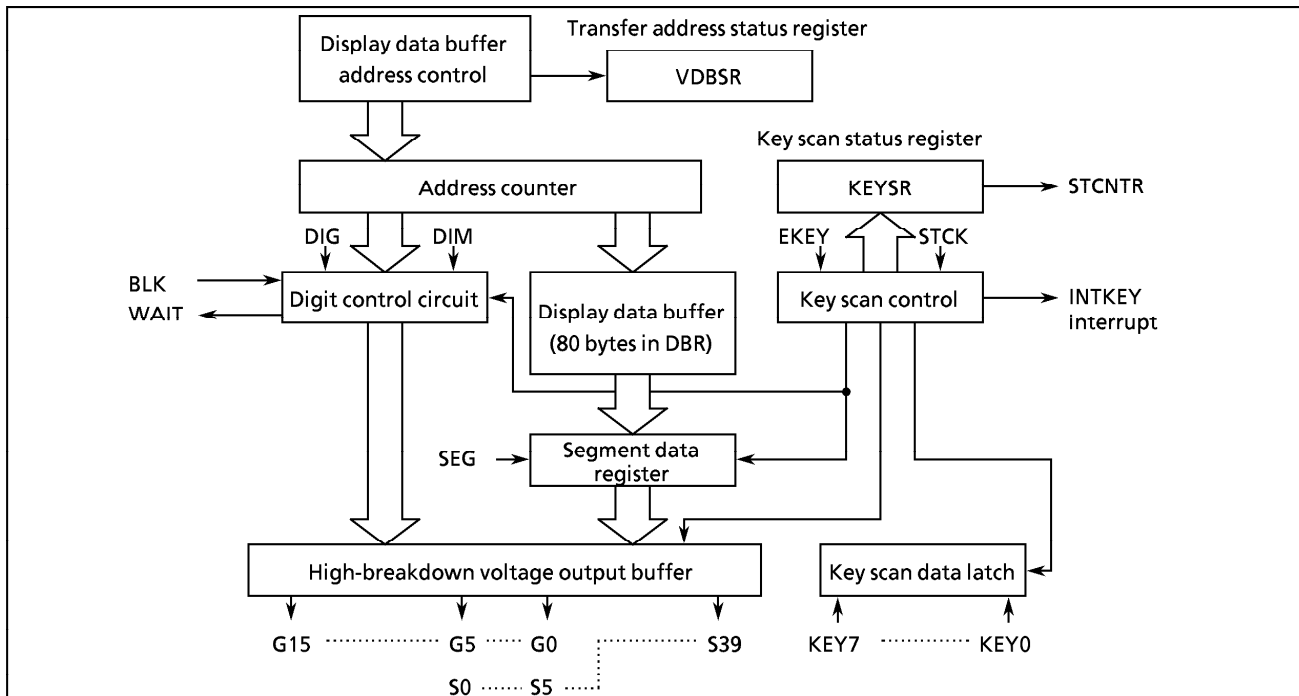 Display data buffer
address control
Transfer address status register
VDBSR
Key scan status register
Address counter
KEYSR
STCNTR
DIG
DIM
EKEY
STCK
BLK
WAIT
Digit control circuit
Display data buffer
(80 bytes in DBR)
Key scan control
INTKEY
interrupt
SEG
Segment data
register
High-breakdown voltage output buffer
Key scan data latch
G15 G5 G0 S39
KEY7 KEY0
S0 S5